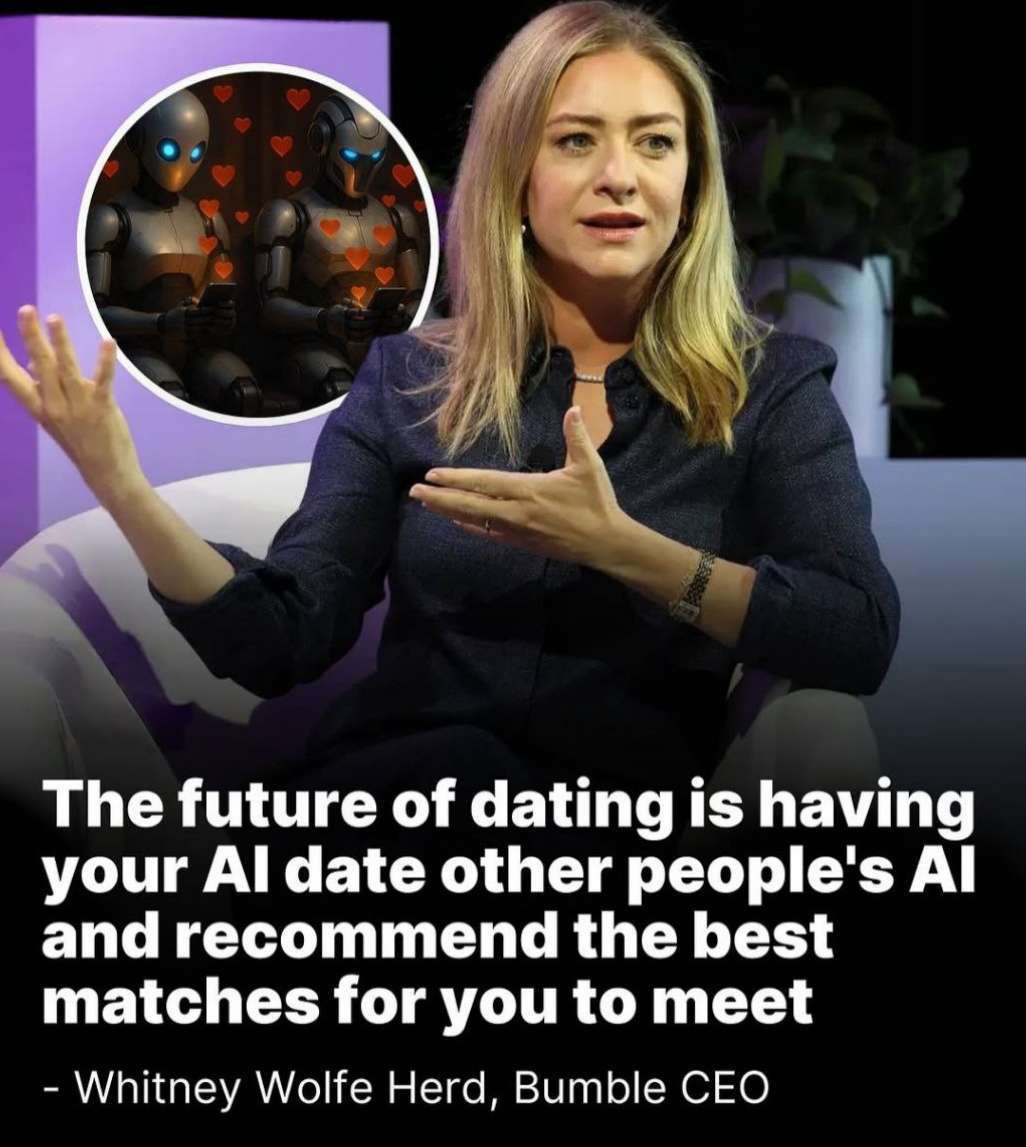 The future of dating is having
your AI date other people's AI
and recommend the best
matches for you to meet
- Whitney Wolfe Herd, Bumble CEO